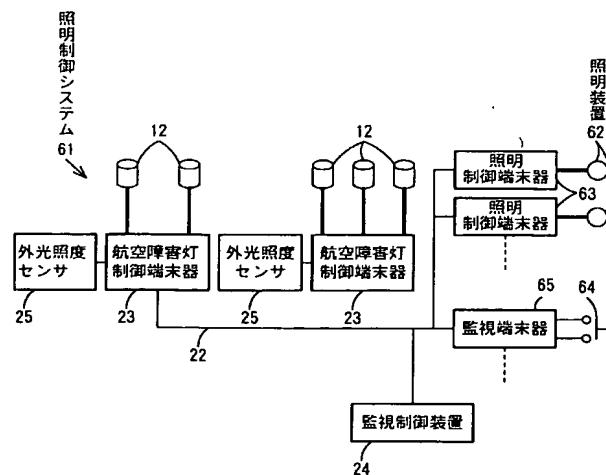 照明制御システム
61
12
12
照明装置
62
照明
制御端末器
63
照明
制御端末器
外光照度
センサ
航空障害灯
制御端末器
外光照度
センサ
航空障害灯
制御端末器
25
23
25
23
22
65
64
監視端末器
監視制御装置
24